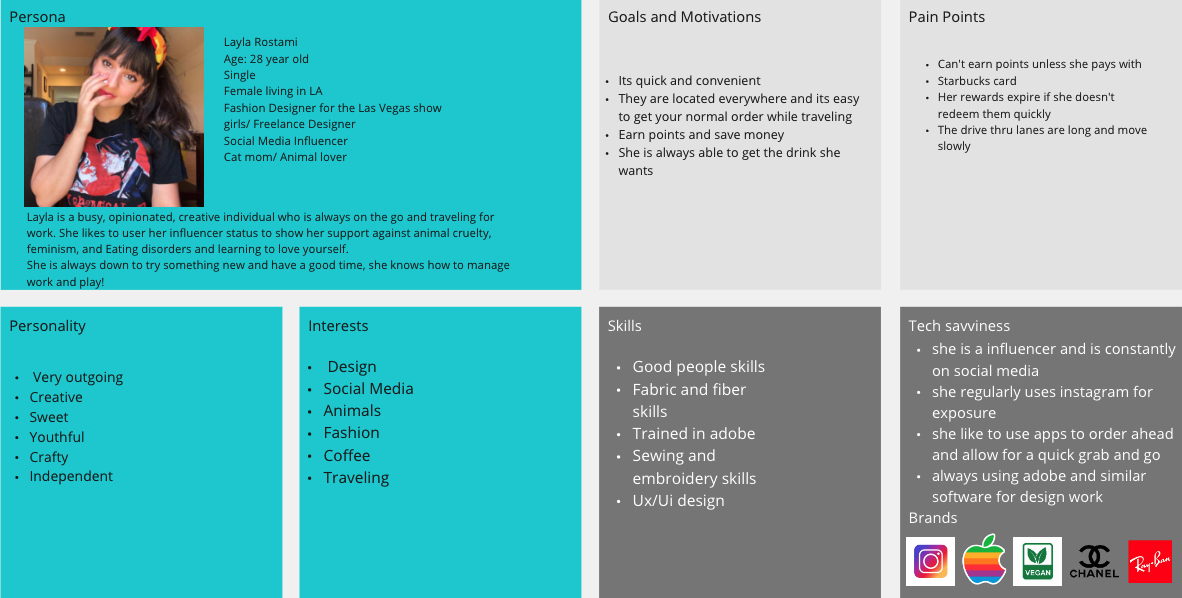 Persona
Layla Rostami
Age: 28 year old
Single
Female living in LA
Fashion Designer for the Las Vegas show
girls/ Freelance Designer
Social Media Influencer
Cat mom/ Animal lover
Layla is a busy, opinionated, creative individual who is always on the go and traveling for
work. She likes to user her influencer status to show her support against animal cruelty,
feminism, and Eating disorders and learning to love yourself.
She is always down to try something new and have a good time, she knows how to manage
work and play!
Goals and Motivations
• Its quick and convenient
• They are located everywhere and its easy
to get your normal order while traveling
• Earn points and save money
• She is always able to get the drink she
wants
Pain Points
• Can't earn points unless she pays with
• Starbucks card
• Her rewards expire if she doesn't
redeem them quickly
• The drive thru lanes are long and move
slowly
Personality
• Very outgoing
• Creative
• Sweet
• Youthful
• Crafty
• Independent
Interests
• Design
• Social Media
• Animals
• Fashion
• Coffee
• Traveling
Skills
• Good people skills
• Fabric and fiber
skills
• Trained in adobe
• Sewing and
embroidery skills
• Ux/Ui design
Tech savviness
• she is a influencer and is constantly
on social media
• she regularly uses instagram for
exposure
• she like to use apps to order ahead
and allow for a quick grab and go
• always using adobe and similar
software for design work
Brands
VEGAN
CHANEL
Ray-Ban